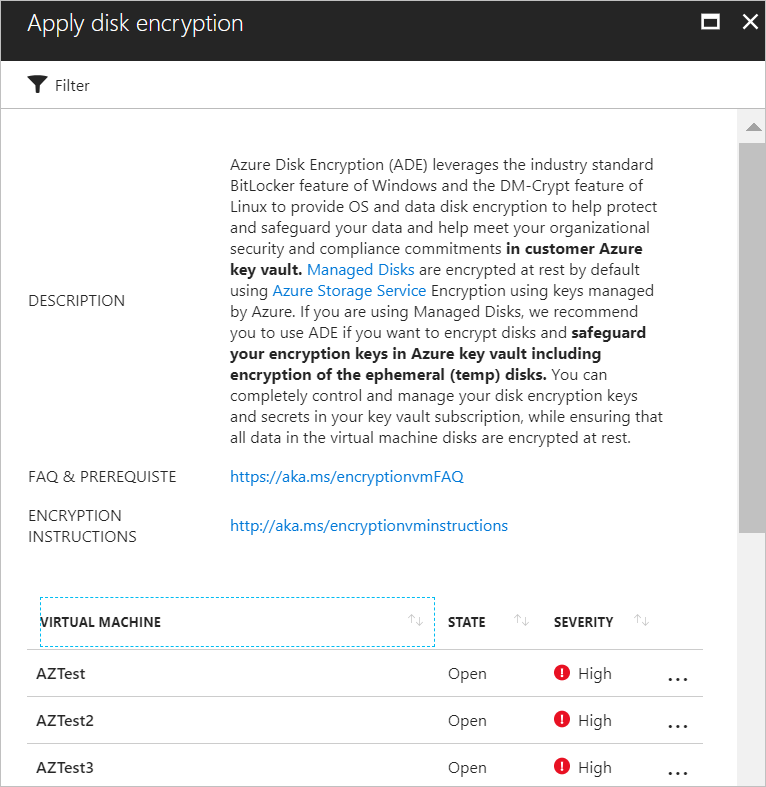 Apply disk encryption
Filter
Azure Disk Encryption (ADE) leverages the industry standard
BitLocker feature of Windows and the DM-Crypt feature of
Linux to provide OS and data disk encryption to help protect
and safeguard your data and help meet your organizational
security and compliance commitments in customer Azure
key vault. Managed Disks are encrypted at rest by default
DESCRIPTION
using Azure Storage Service Encryption using keys managed
by Azure. If you are using Managed Disks, we recommend
you to use ADE if you want to encrypt disks and safeguard
your encryption keys in Azure key vault including
encryption of the ephemeral (temp) disks. You can
completely control and manage your disk encryption keys
and secrets in your key vault subscription, while ensuring that
all data in the virtual machine disks are encrypted at rest.
FAQ & PREREQUISTE https://aka.ms/encryptionvmFAQ
ENCRYPTION
INSTRUCTIONS
http://aka.ms/encryptionvminstructions
VIRTUAL MACHINE STATE SEVERITY
AZTest Open High ...
AZTest2 Open High ...
AZTest3 Open High ...